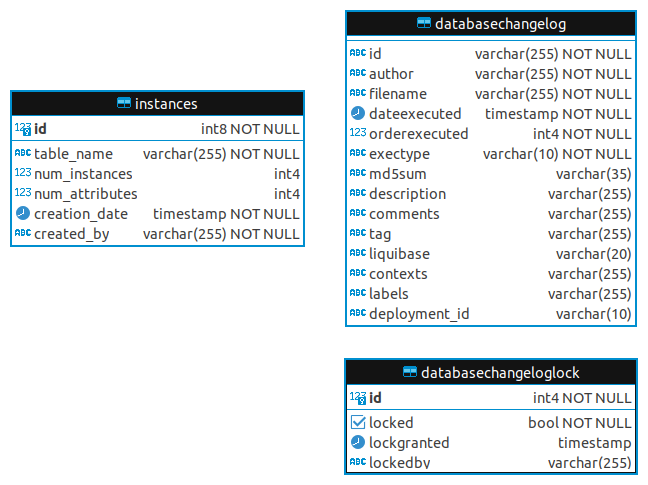 instances
id int8 NOT NULL
table_name varchar(255) NOT NULL
num_instances int4
num_attributes int4
creation_date timestamp NOT NULL
created_by varchar(255) NOT NULL
databasechangelog
id varchar(255) NOT NULL
author varchar(255) NOT NULL
filename varchar(255) NOT NULL
dateexecuted timestamp NOT NULL
orderexecuted int4 NOT NULL
exectype varchar(10) NOT NULL
md5sum varchar(35)
description varchar(255)
comments varchar(255)
tag varchar(255)
liquibase varchar(20)
contexts varchar(255)
labels varchar(255)
deployment_id varchar(10)
databasechangeloglock
id int4 NOT NULL
locked bool NOT NULL
lockgranted timestamp
lockedby varchar(255)